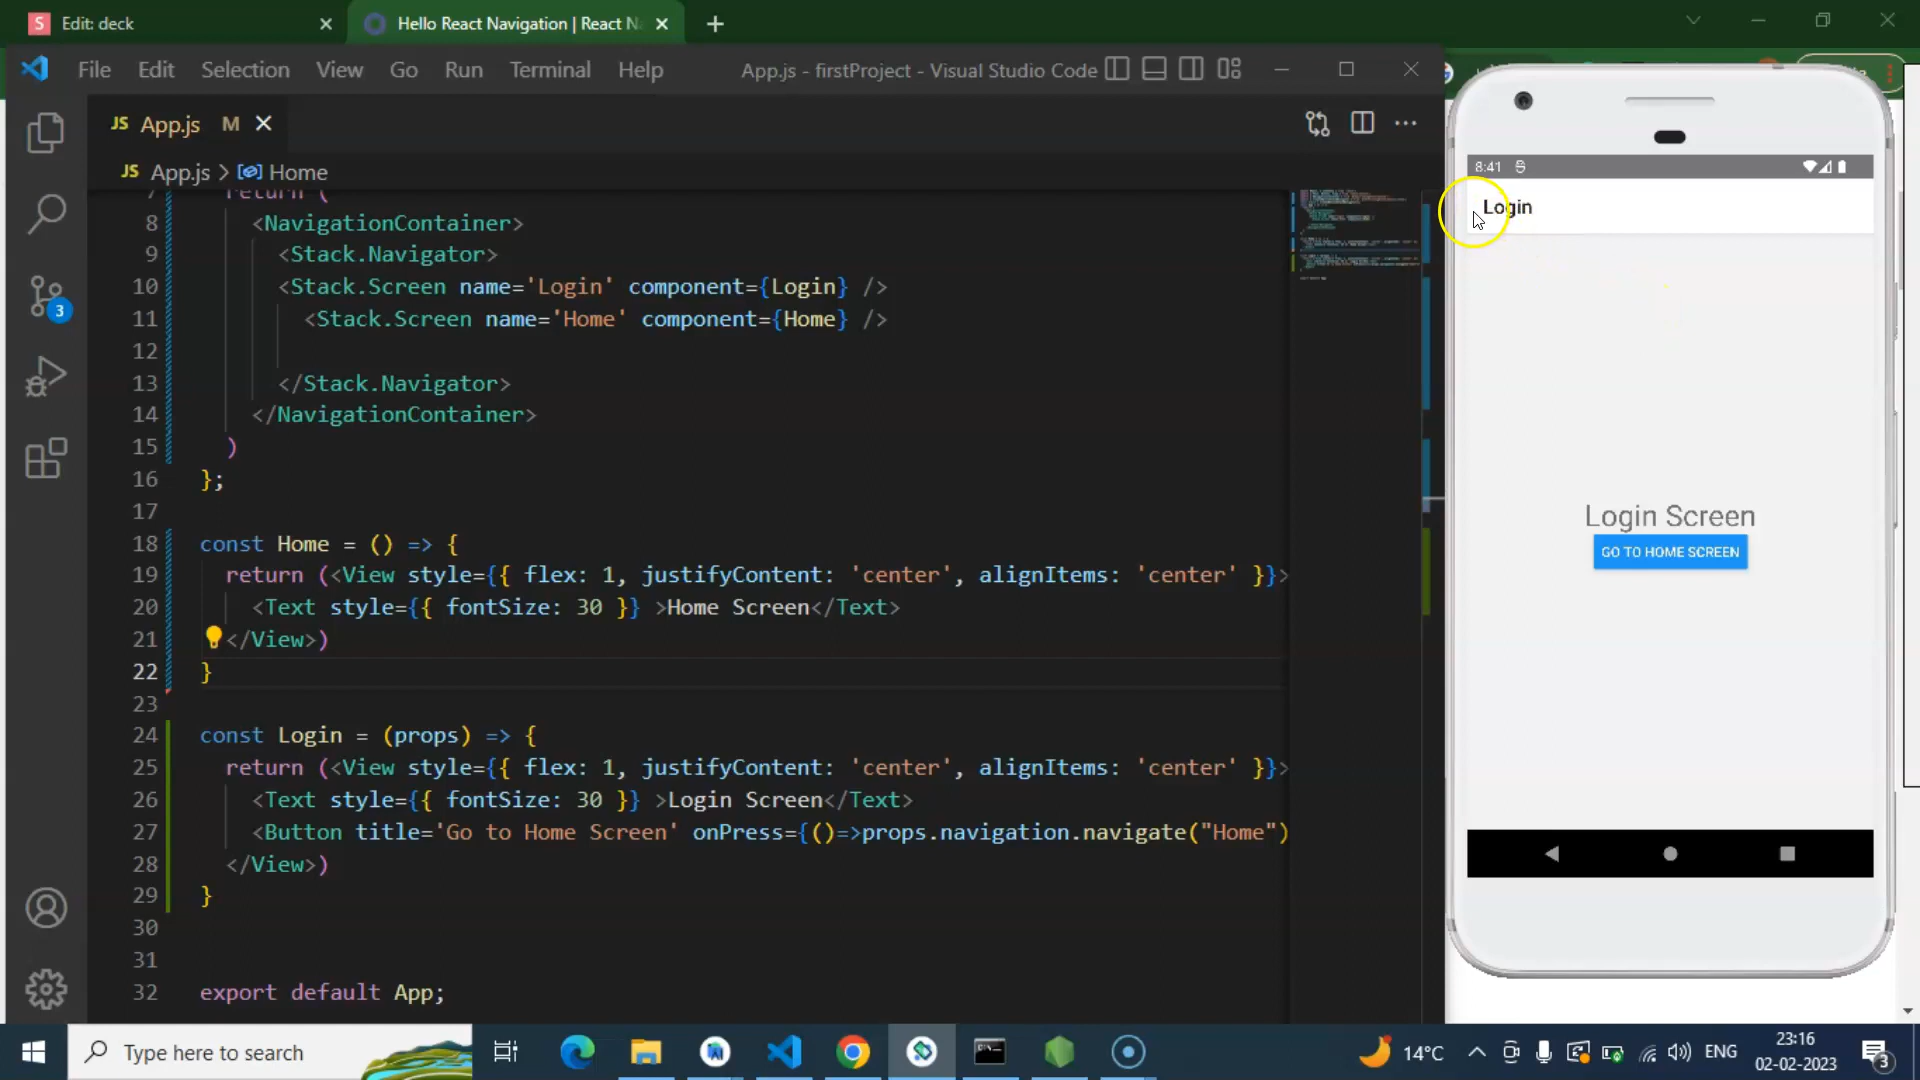 S Edit: deck
Hello React Navigation | React N
File Edit Selection View Go Run Terminal Help
App.js - firstProject - Visual Studio Code
JS App.js M
JS App.js > Home
7 return (
8 <NavigationContainer>
9 <Stack.Navigator>
10 <Stack.Screen name='Login' component={Login} />
11 <Stack.Screen name='Home' component={Home} />
12
13 </Stack.Navigator>
14 </NavigationContainer>
15 )
16 };
17
18 const Home = () => {
19 return (<View style={{ flex: 1, justifyContent: 'center', alignItems: 'center' }}>
20 <Text style={{ fontSize: 30 }} >Home Screen</Text>
21 </View>)
22 }
23
24 const Login = (props) => {
25 return (<View style={{ flex: 1, justifyContent: 'center', alignItems: 'center' }}>
26 <Text style={{ fontSize: 30 }} >Login Screen</Text>
27 <Button title='Go to Home Screen' onPress={()=>props.navigation.navigate("Home")
28 </View>)
29 }
30
31
32 export default App;
3
8:41
Login
Login Screen
GO TO HOME SCREEN
Type here to search
14°C
ENG
23:16
02-02-2023
3